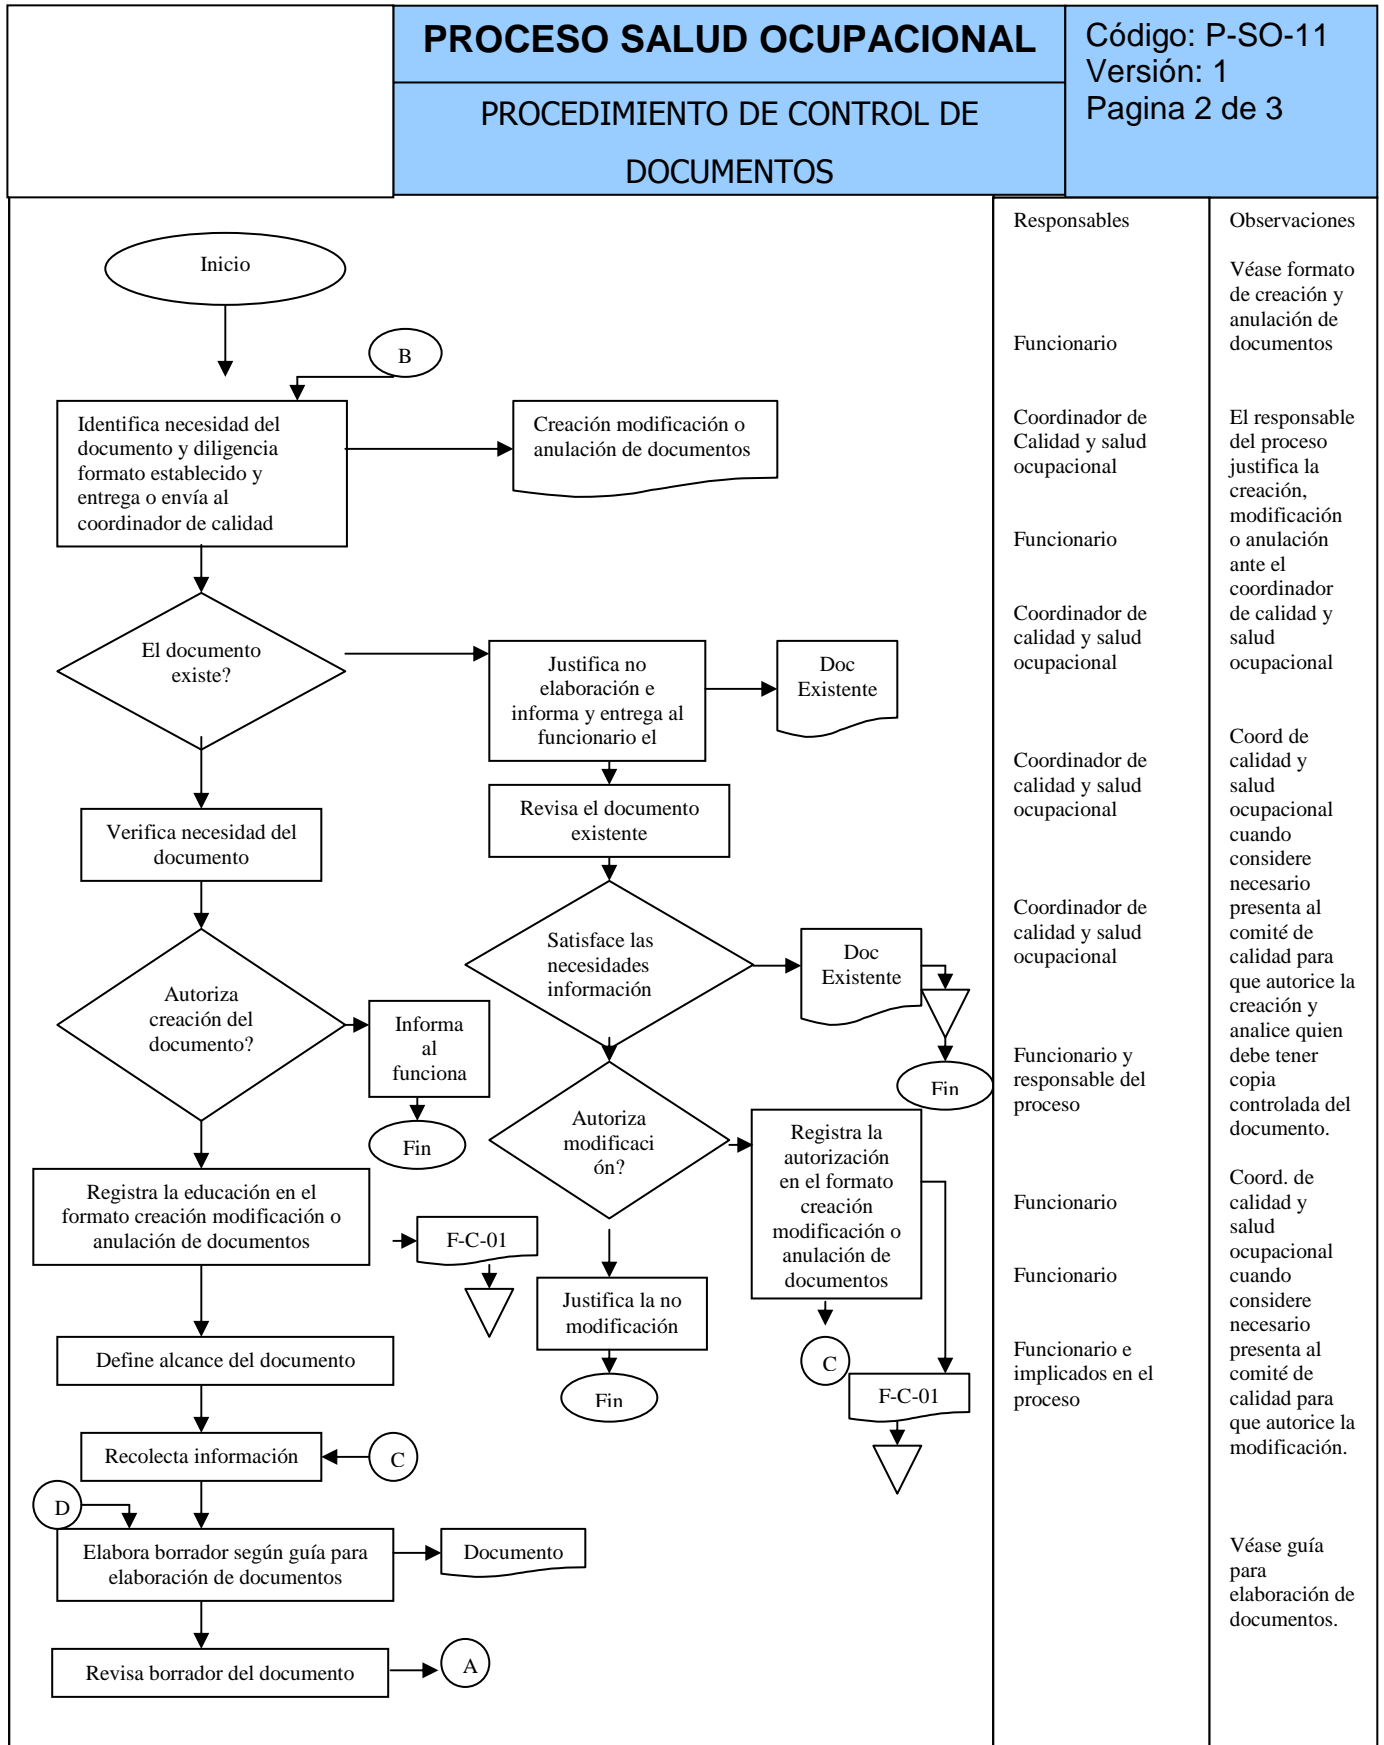 PROCESO SALUD OCUPACIONAL
PROCEDIMIENTO DE CONTROL DE
DOCUMENTOS
Código: P-SO-11
Versión: 1
Pagina 2 de 3
Inicio
B
Identifica necesidad del
documento y diligencia
formato establecido y
entrega o envía al
coordinador de calidad
Creación modificación o
anulación de documentos
El documento
existe?
Justifica no
elaboración e
informa y entrega al
funcionario el
Doc
Existente
Verifica necesidad del
documento
Revisa el documento
existente
Autoriza
creación del
documento?
Informa
al
funciona
Fin
Satisface las
necesidades
información
Doc
Existente
Fin
Autoriza
modificaci
ón?
Registra la
autorización
en el formato
creación
modificación o
anulación de
documentos
Registra la educación en el
formato creación modificación o
anulación de documentos
F-C-01
Justifica la no
modificación
Fin
C
F-C-01
Define alcance del documento
Recolecta información
C
D
Elabora borrador según guía para
elaboración de documentos
Documento
Revisa borrador del documento
A
Responsables
Funcionario
Coordinador de
Calidad y salud
ocupacional
Funcionario
Coordinador de
calidad y salud
ocupacional
Coordinador de
calidad y salud
ocupacional
Coordinador de
calidad y salud
ocupacional
Funcionario y
responsable del
proceso
Funcionario
Funcionario
Funcionario e
implicados en el
proceso
Observaciones
Véase formato
de creación y
anulación de
documentos
El responsable
del proceso
justifica la
creación,
modificación
o anulación
ante el
coordinador
de calidad y
salud
ocupacional
Coord de
calidad y
salud
ocupacional
cuando
considere
necesario
presenta al
comité de
calidad para
que autorice la
creación y
analice quien
debe tener
copia
controlada del
documento.
Coord. de
calidad y
salud
ocupacional
cuando
considere
necesario
presenta al
comité de
calidad para
que autorice la
modificación.
Véase guía
para
elaboración de
documentos.